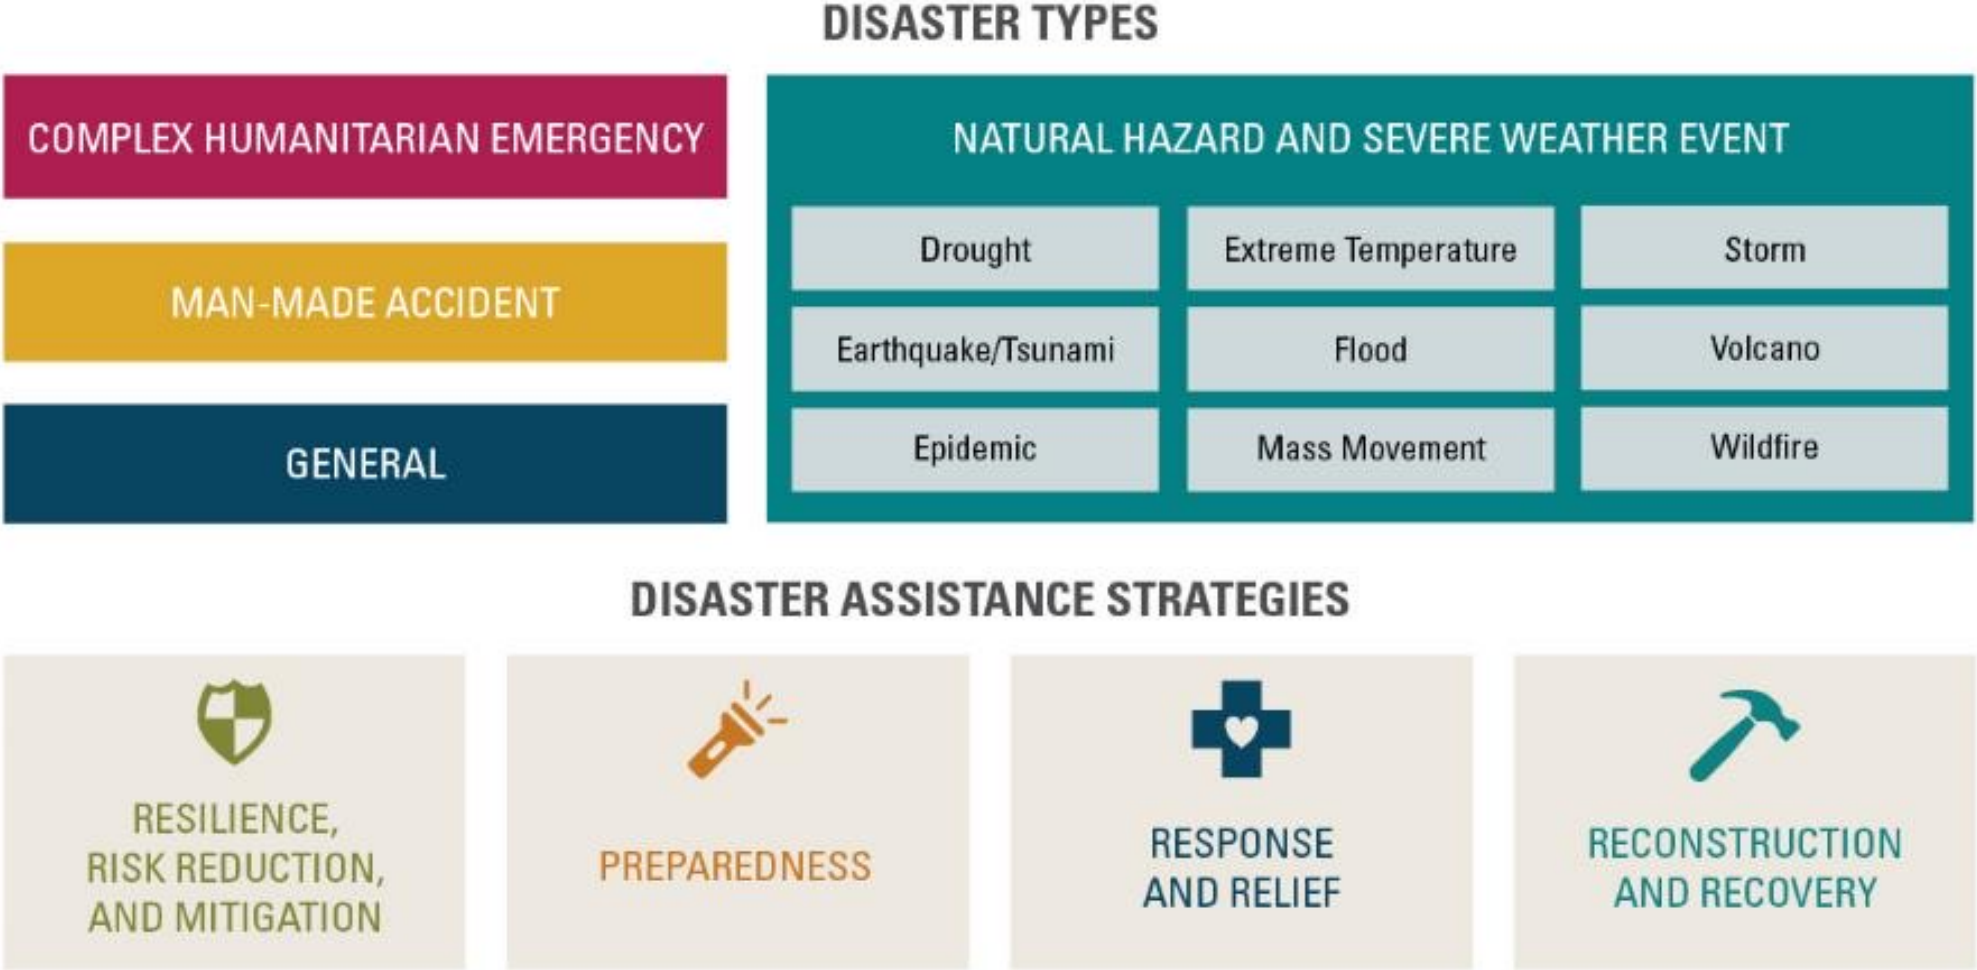 DISASTER TYPES
COMPLEX HUMANITARIAN EMERGENCY
MAN-MADE ACCIDENT
GENERAL
NATURAL HAZARD AND SEVERE WEATHER EVENT
Drought
Extreme Temperature
Storm
Earthquake/Tsunami
Flood
Volcano
Epidemic
Mass Movement
Wildfire
DISASTER ASSISTANCE STRATEGIES
RESILIENCE,
RISK REDUCTION,
AND MITIGATION
PREPAREDNESS
RESPONSE
AND RELIEF
RECONSTRUCTION
AND RECOVERY